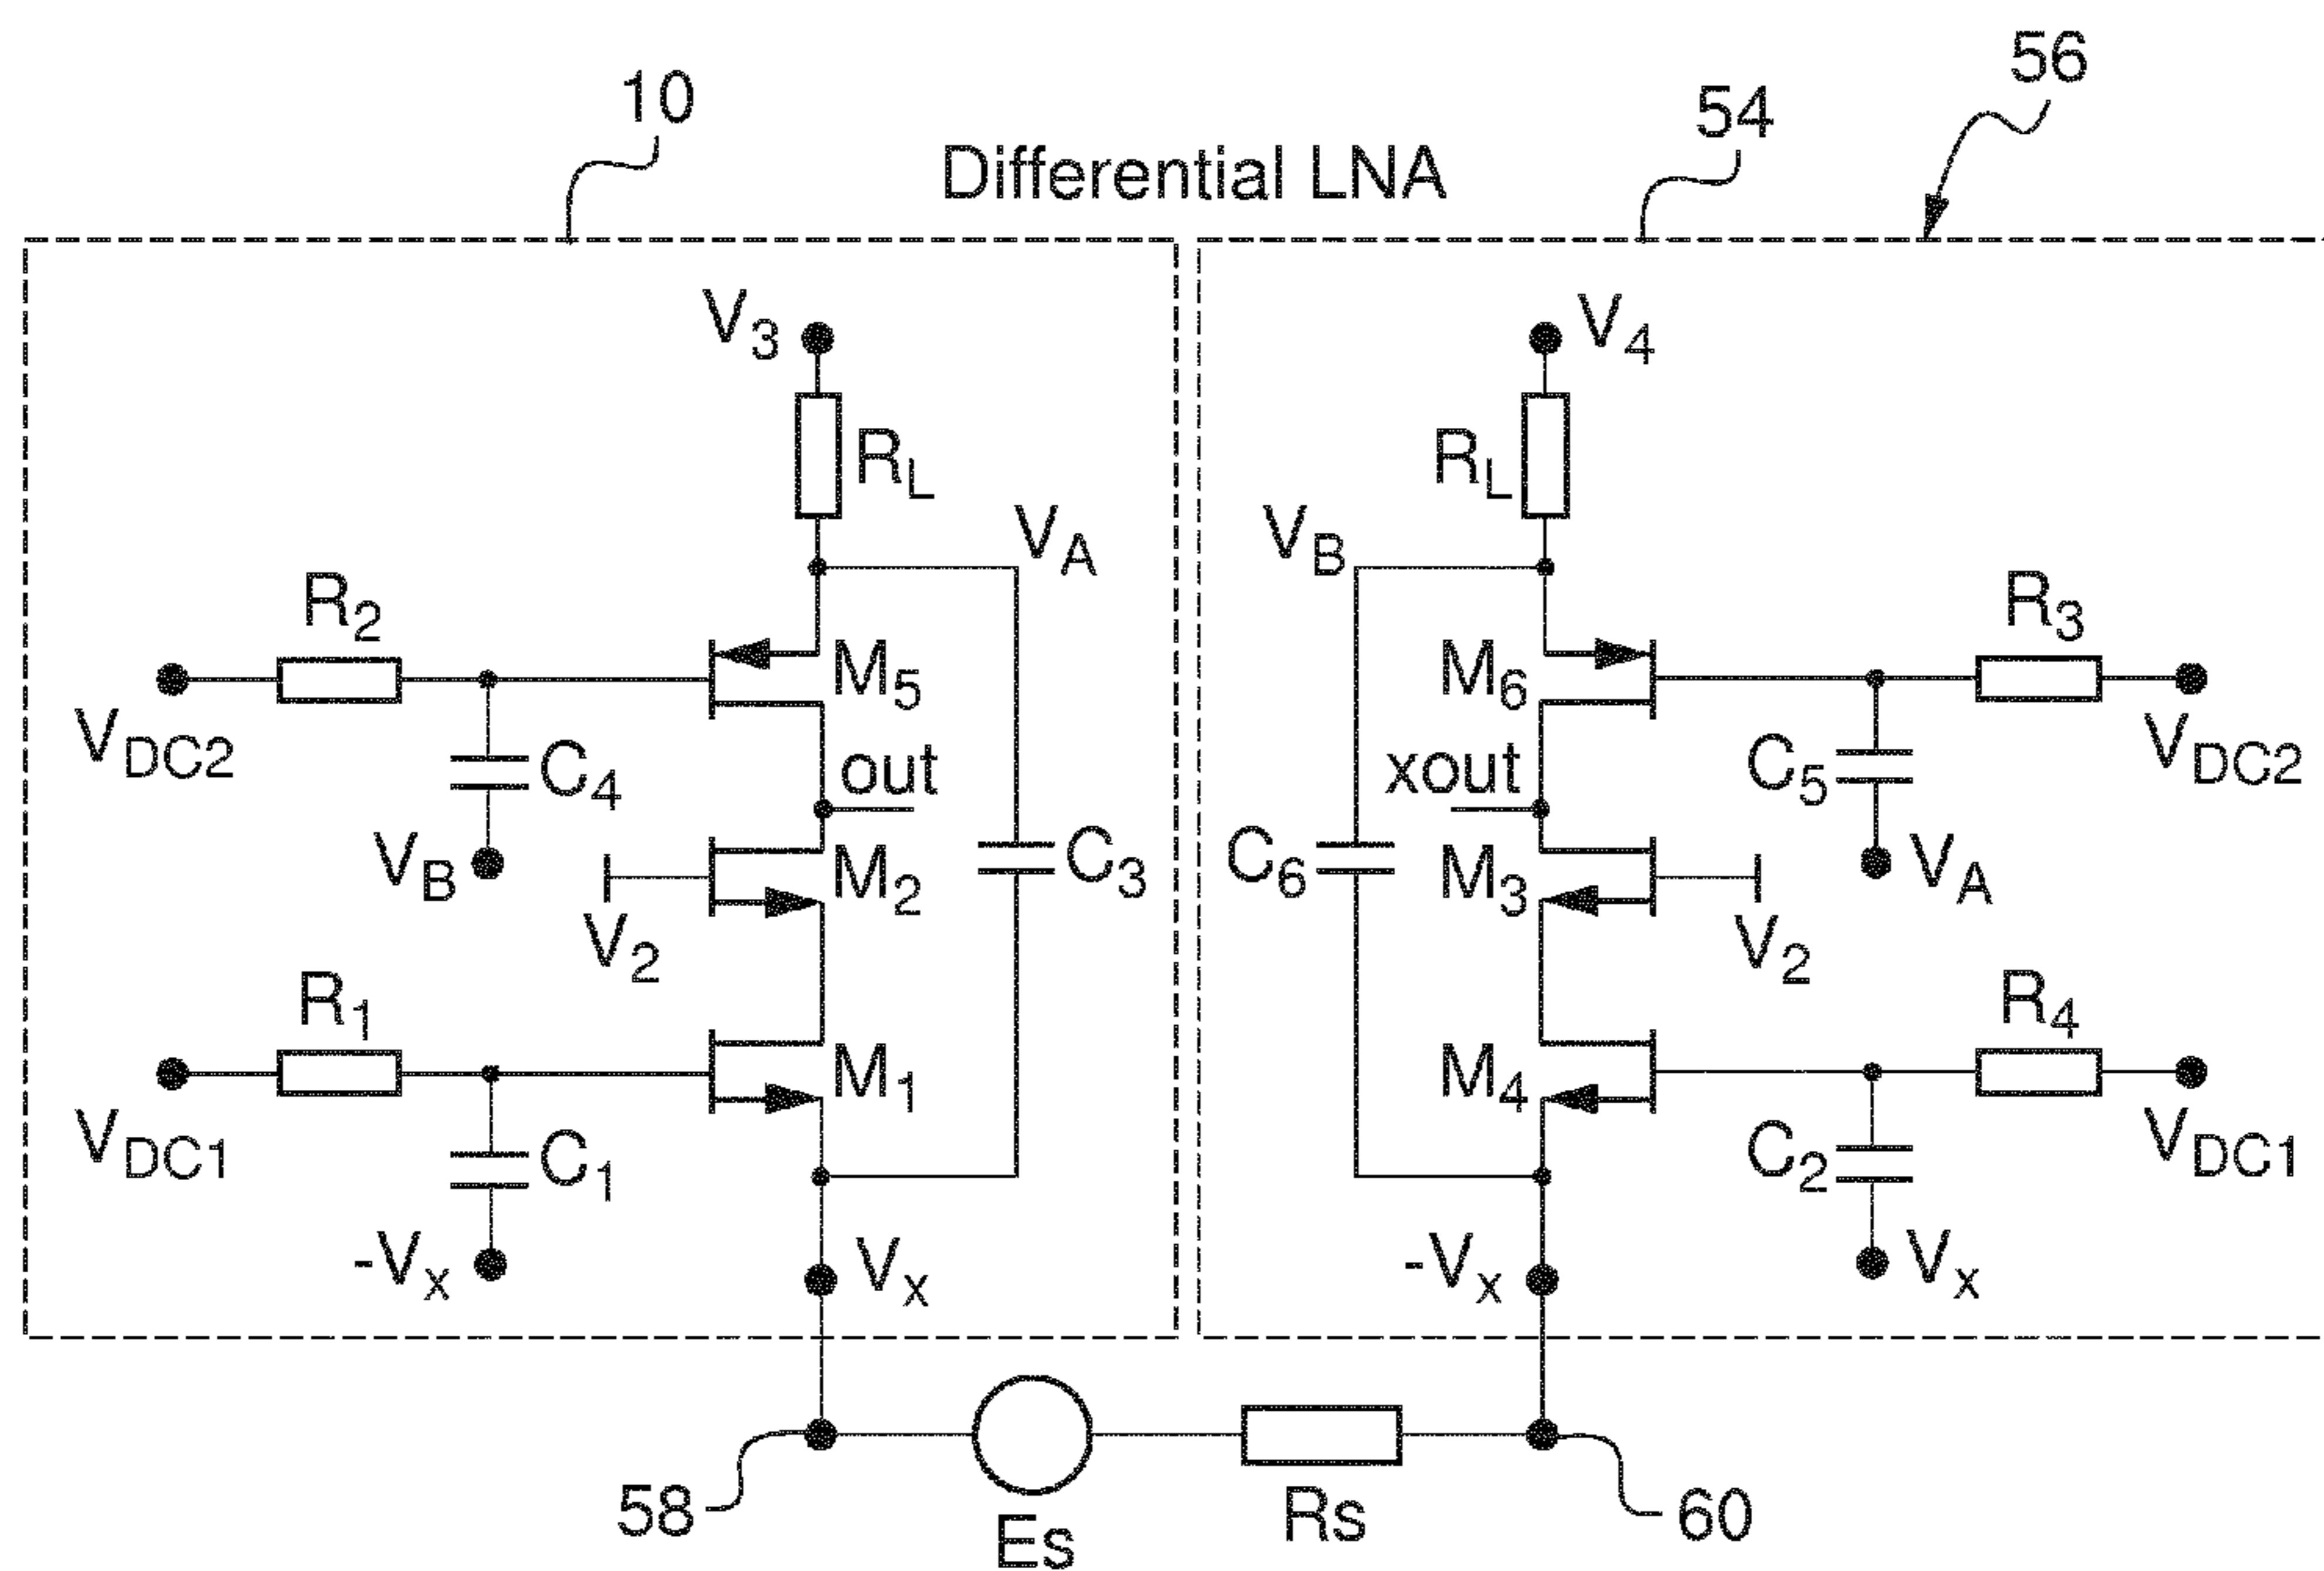 10
54
56
Differential LNA
V3
V4
RL
RL
VA
VB
R2
R3
M5
M6
VDC2
C4
out
xout
C5
VDC2
VB
M2
C3
C6
M3
VA
V2
V2
R1
R4
M1
M4
VDC1
C1
C2
VDC1
-Vx
Vx
-Vx
Vx
58
Es
Rs
60